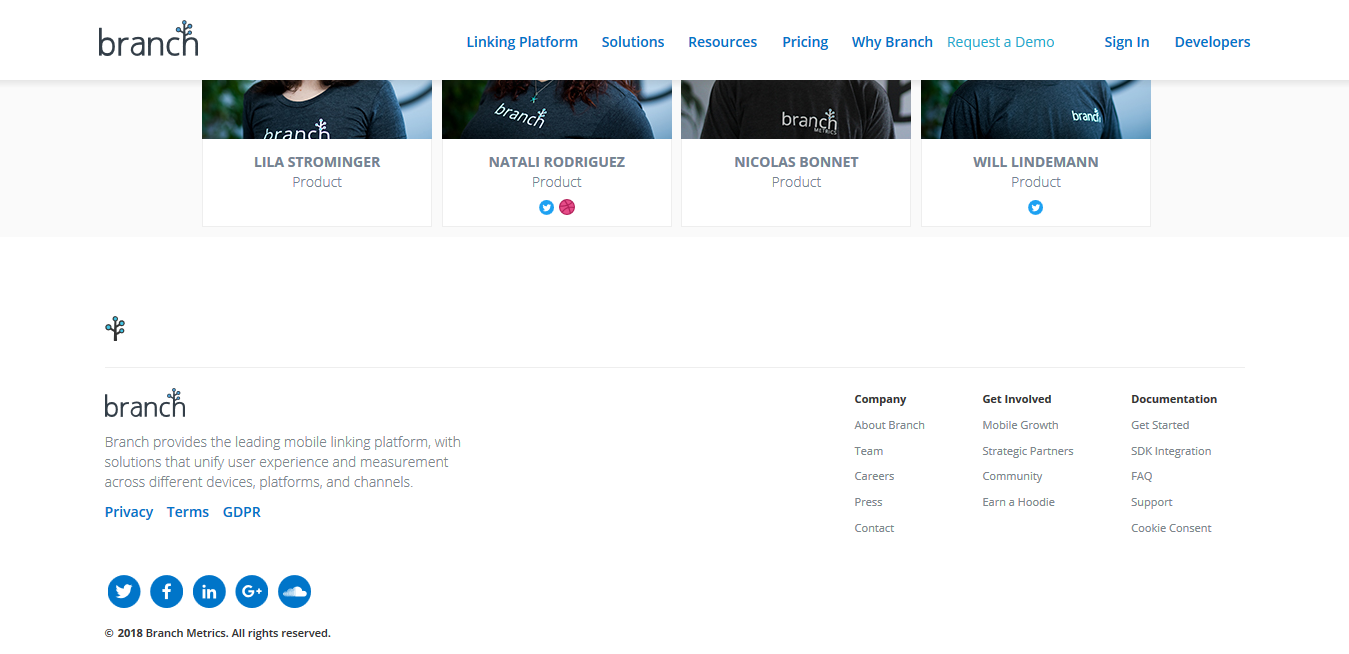 branch
Linking Platform Solutions Resources Pricing Why Branch Request a Demo Sign In Developers
branch branch branch branch
METRICS
LILA STROMINGER NATALI RODRIGUEZ NICOLAS BONNET WILL LINDEMANN
Product Product Product Product
branch
Branch provides the leading mobile linking platform, with
solutions that unify user experience and measurement
across different devices, platforms, and channels.
Privacy Terms GDPR
Company Get Involved Documentation
About Branch Mobile Growth Get Started
Team Strategic Partners SDK Integration
Careers Community FAQ
Press Earn a Hoodie Support
Contact Cookie Consent
f in G+
© 2018 Branch Metrics. All rights reserved.